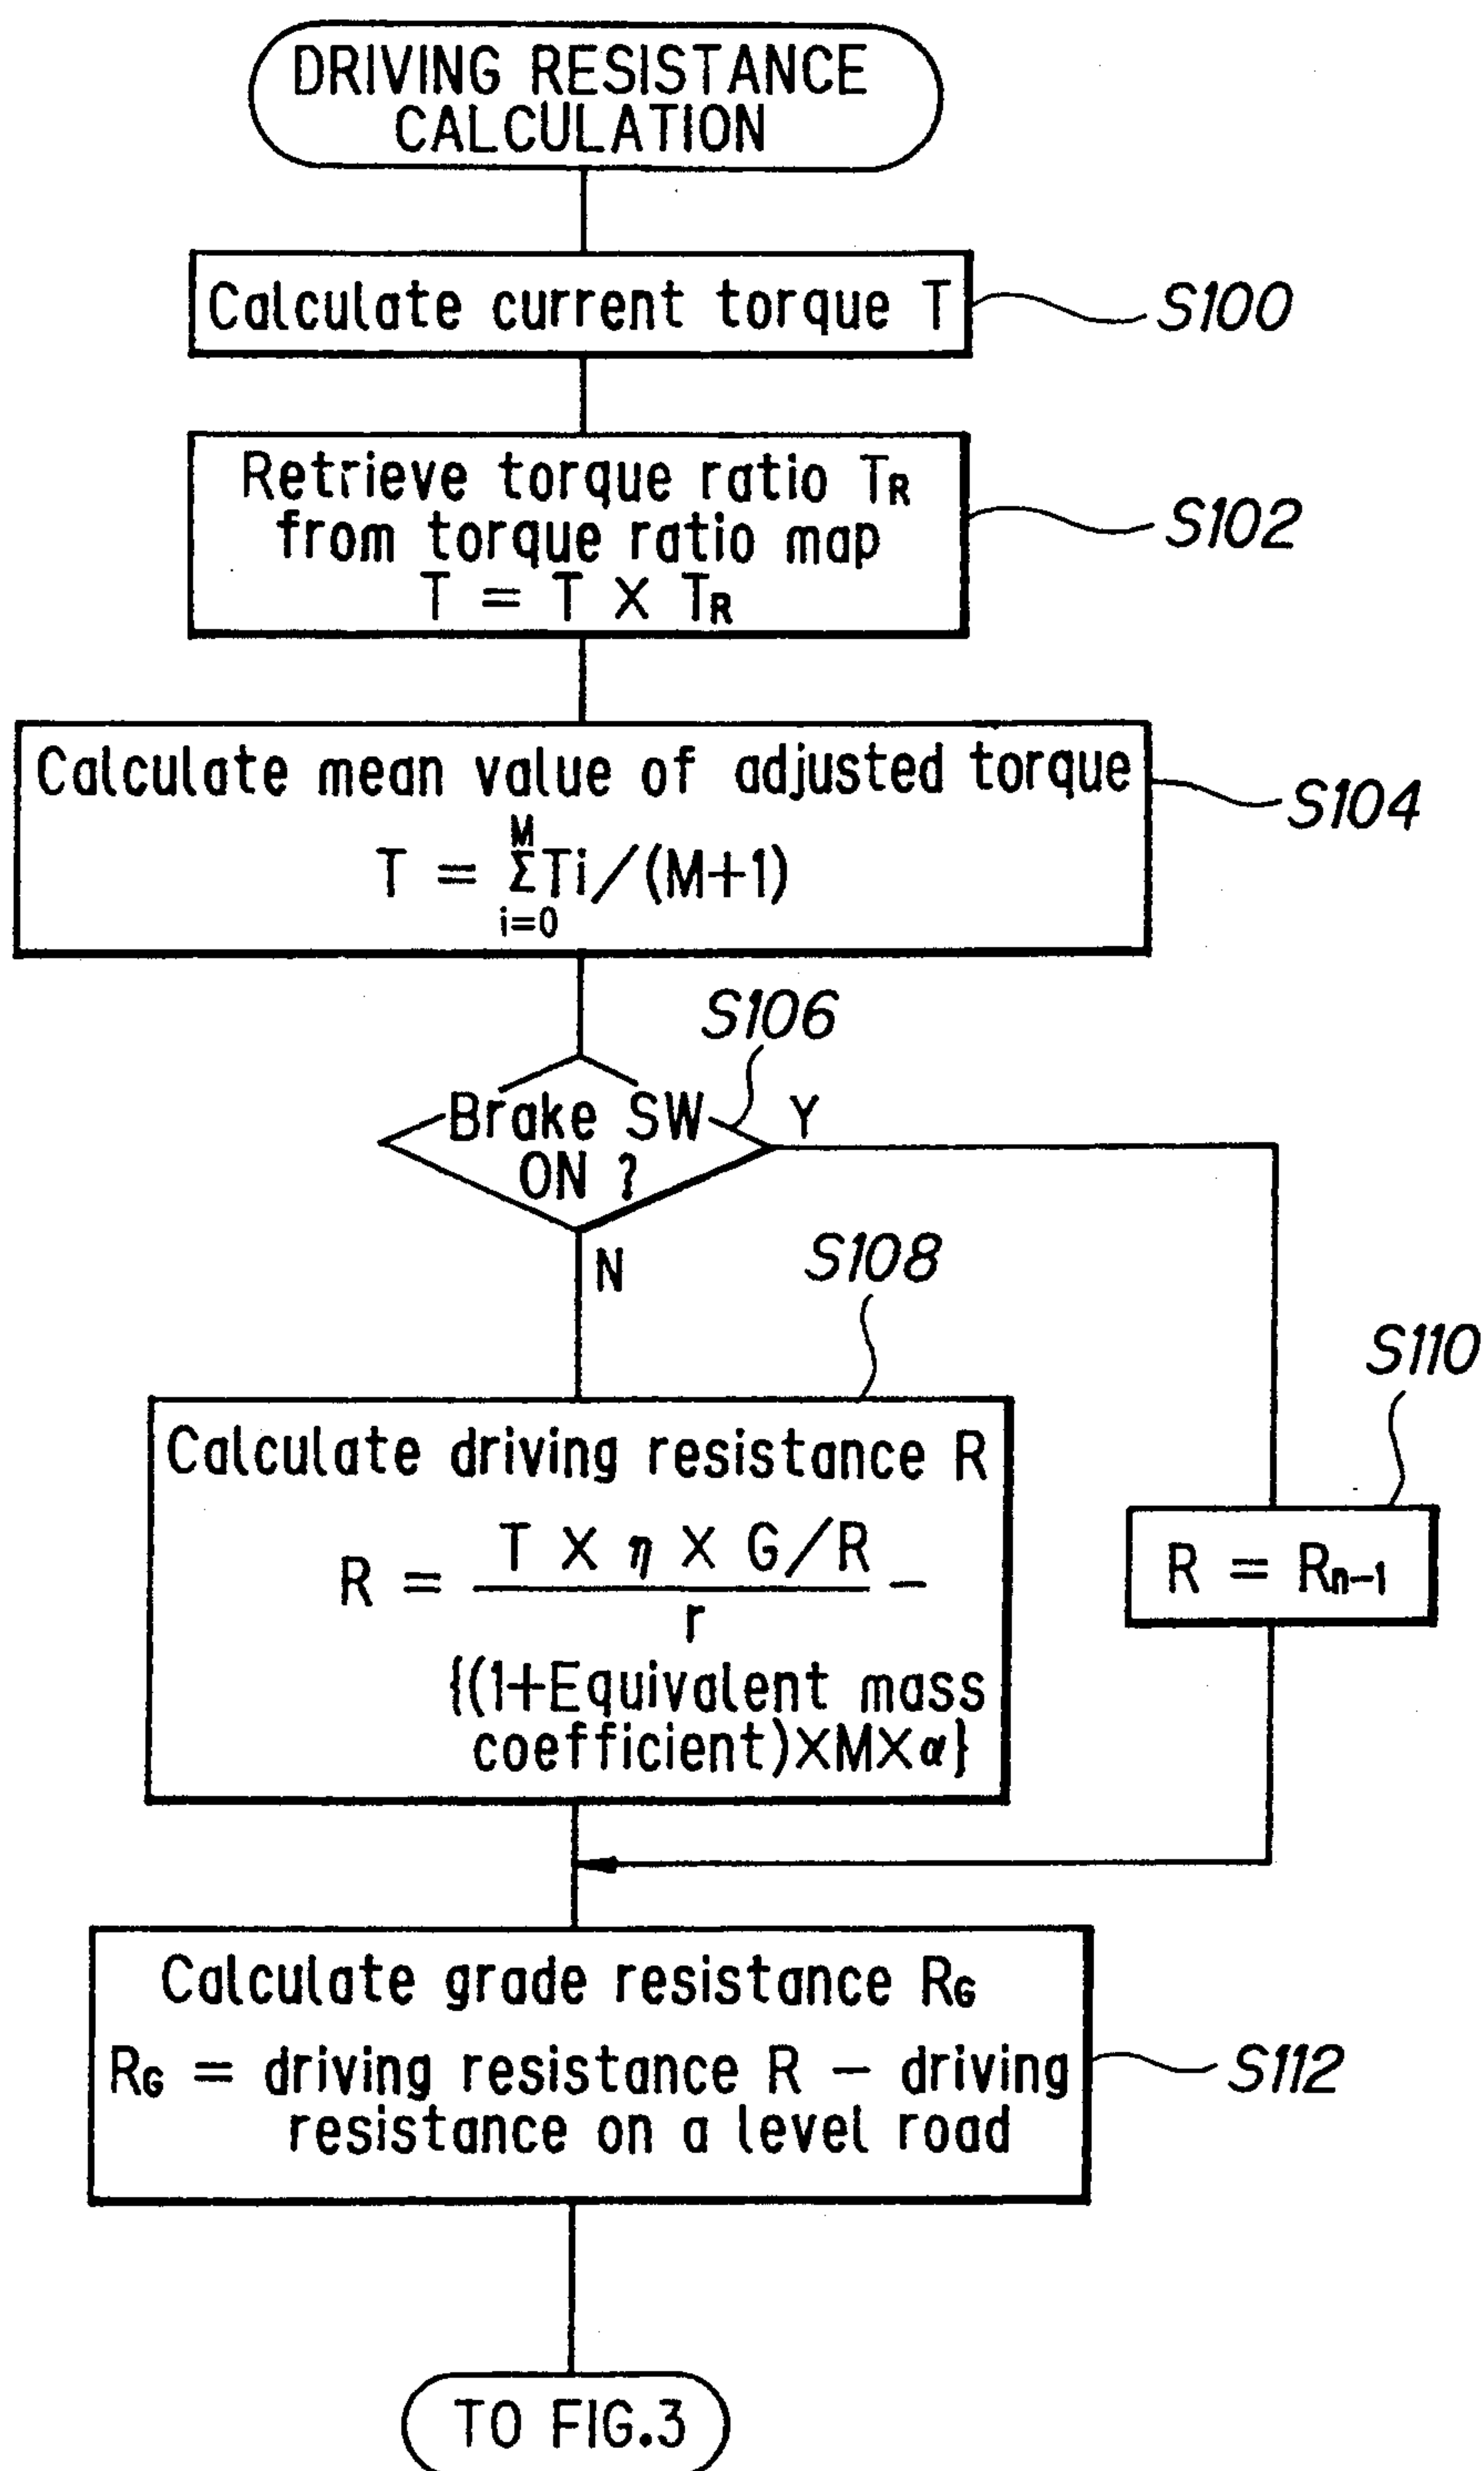 DRIVING RESISTANCE
CALCULATION
Calculate current torque T
S100
Retrieve torque ratio TR
from torque ratio map
T = T X TR
S102
Calculate mean value of adjusted torque
M
T = ΣTi/(M+1)
i=0
S104
S106
Brake SW
ON ?
Y
N
S108
Calculate driving resistance R
T X η X G/R
R = ―
r
{(1+Equivalent mass
coefficient)XMXα}
S110
R = Rn-1
Calculate grade resistance RG
RG = driving resistance R – driving
resistance on a level road
S112
TO FIG.3